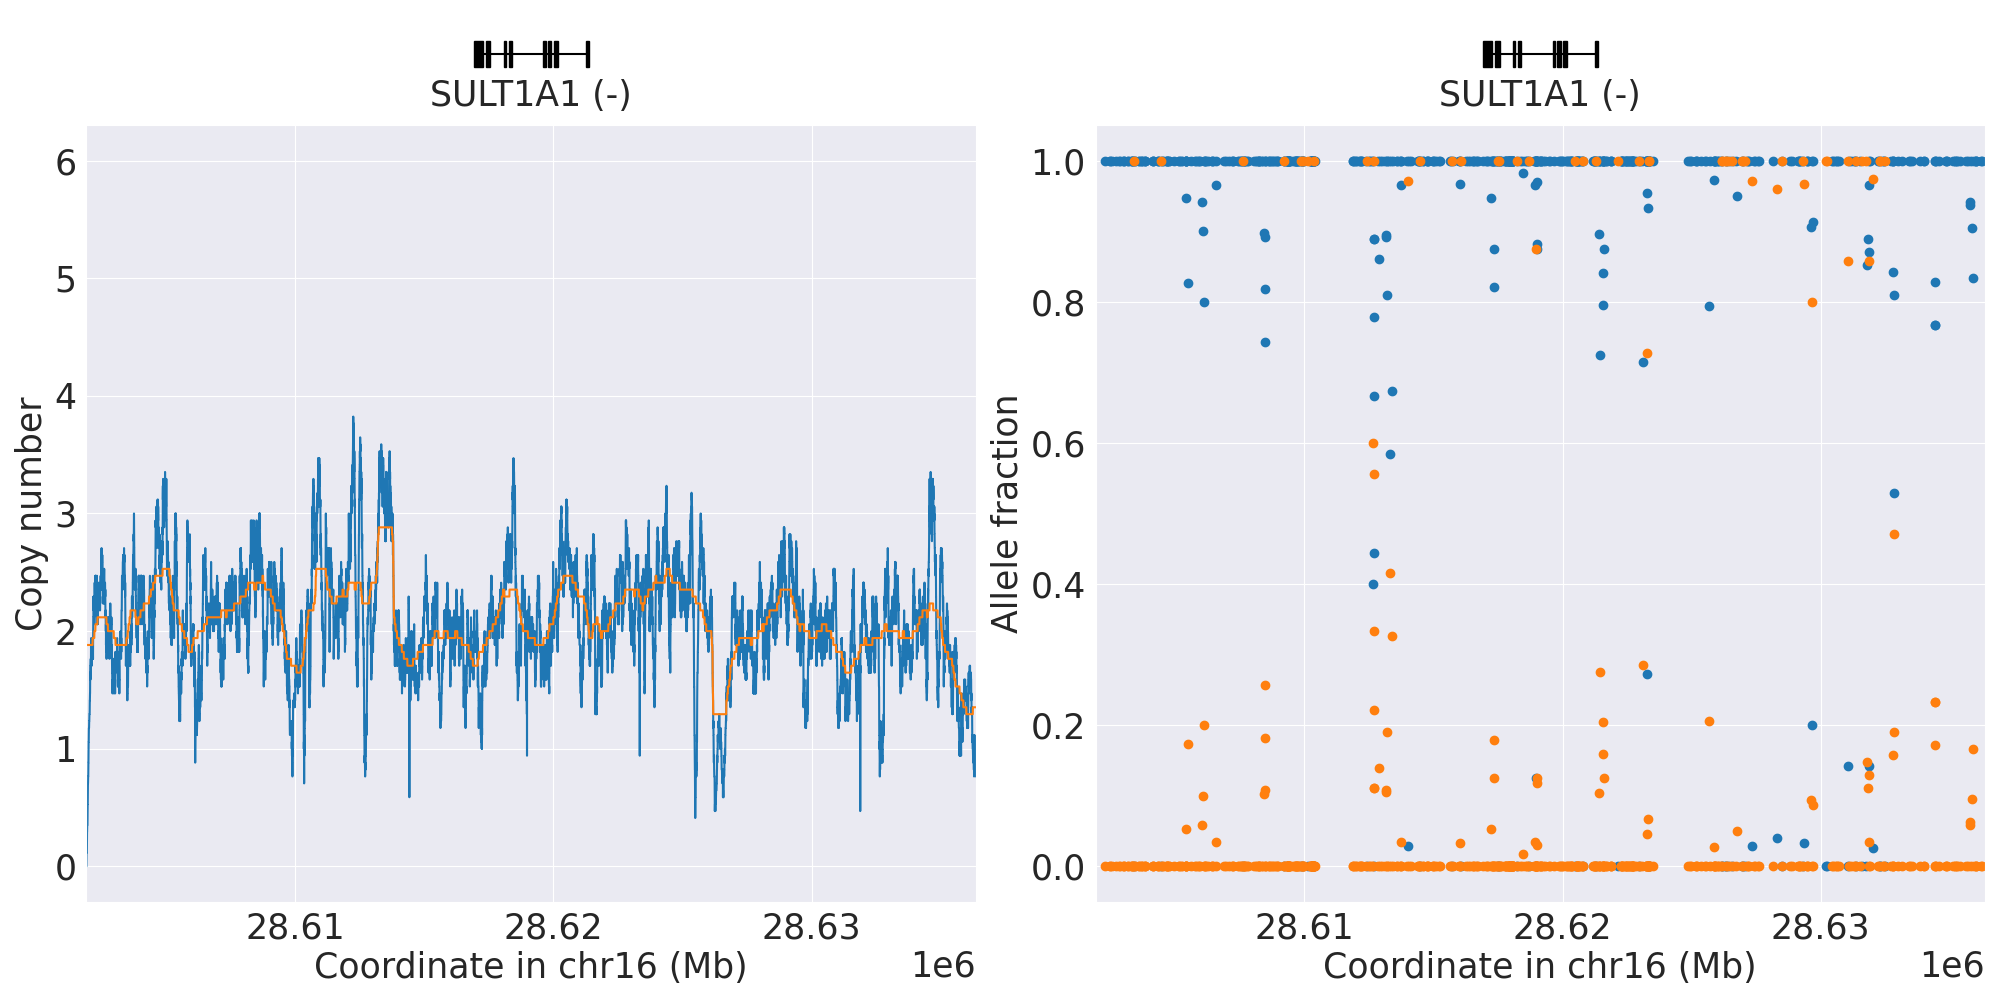 SULT1A1 (-)
6
5
4
3
2
1
0
Copy number
28.61
28.62
28.63
Coordinate in chr16 (Mb)
1e6
SULT1A1 (-)
1.0
0.8
0.6
0.4
0.2
0.0
Allele fraction
28.61
28.62
28.63
Coordinate in chr16 (Mb)
1e6